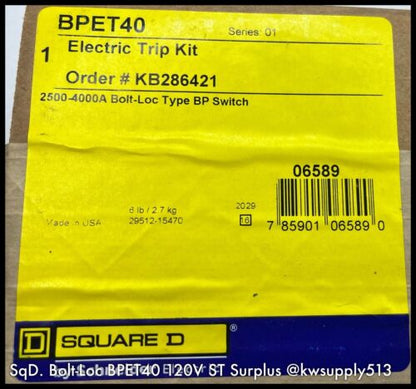 BPET40
Series: 01
1
Electric Trip Kit
Order # KB286421
2500-4000A Bolt-Loc Type BP Switch
06589
6 lb / 2.7 kg
2029
Made in USA
29512-15470
16
7 85901 06589 0
D SQUARE D ®
SqD. Bolt-Loc BPET40 120V ST Surplus @kwsupply513